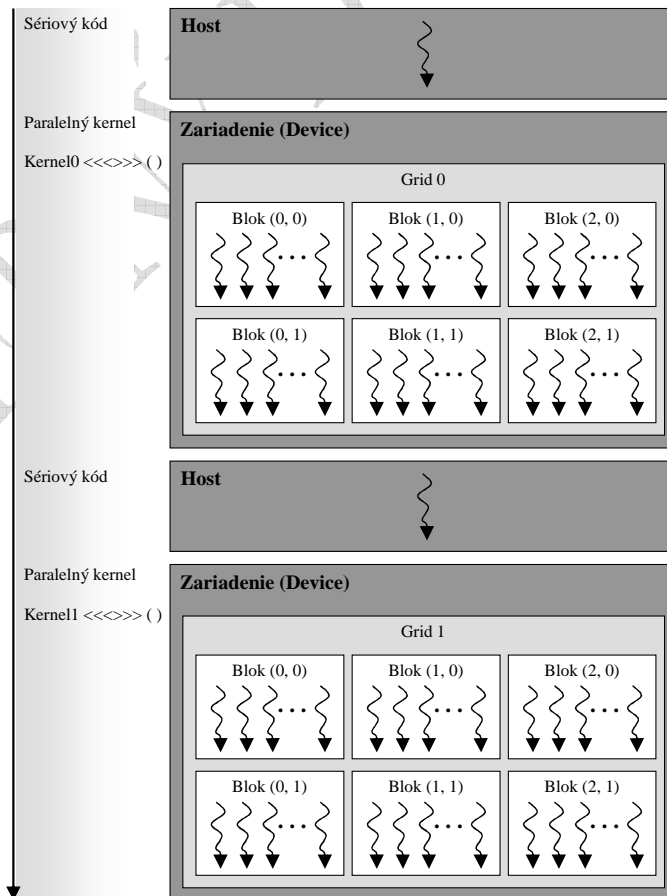 Sériový kód
Host
Paralelný kernel
Zariadenie (Device)
Kernel0 <<<>>> ( )
Grid 0
Blok (0, 0)
Blok (1, 0)
Blok (2, 0)
Blok (0, 1)
Blok (1, 1)
Blok (2, 1)
Sériový kód
Host
Paralelný kernel
Zariadenie (Device)
Kernel1 <<<>>> ( )
Grid 1
Blok (0, 0)
Blok (1, 0)
Blok (2, 0)
Blok (0, 1)
Blok (1, 1)
Blok (2, 1)